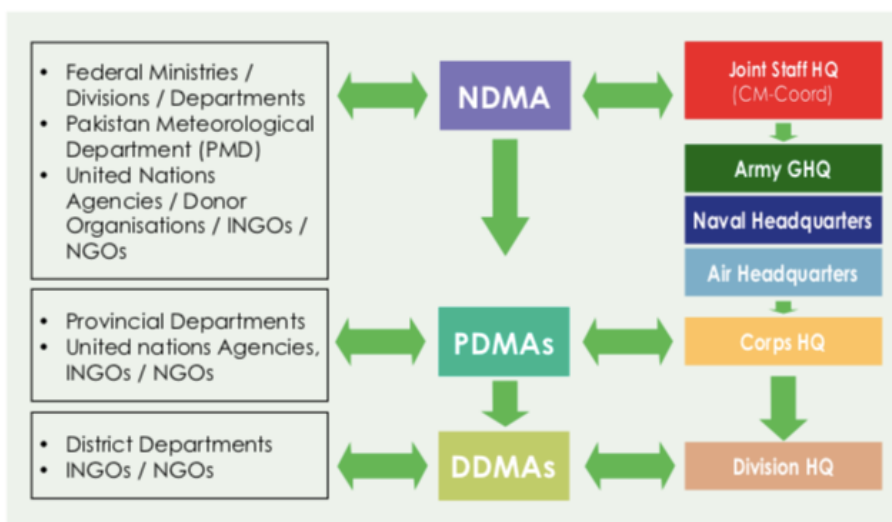 • Federal Ministries /
Divisions / Departments
• Pakistan Meteorological
Department (PMD)
• United Nations
Agencies / Donor
Organisations / INGOs /
NGOs
NDMA
Joint Staff HQ
(CM-Coord)
Army GHQ
Naval Headquarters
Air Headquarters
• Provincial Departments
• United nations Agencies,
INGOs / NGOs
PDMAs
Corps HQ
• District Departments
• INGOs / NGOs
DDMAs
Division HQ